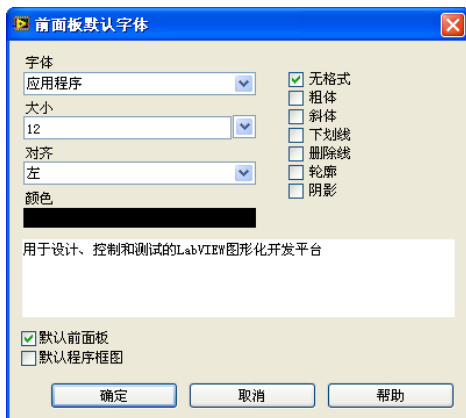 前面板默认字体
字体
应用程序
大小
12
对齐
左
颜色
无格式
粗体
斜体
下划线
删除线
轮廓
阴影
用于设计、控制和测试的LabVIEW图形化开发平台
默认前面板
默认程序框图
确定
取消
帮助